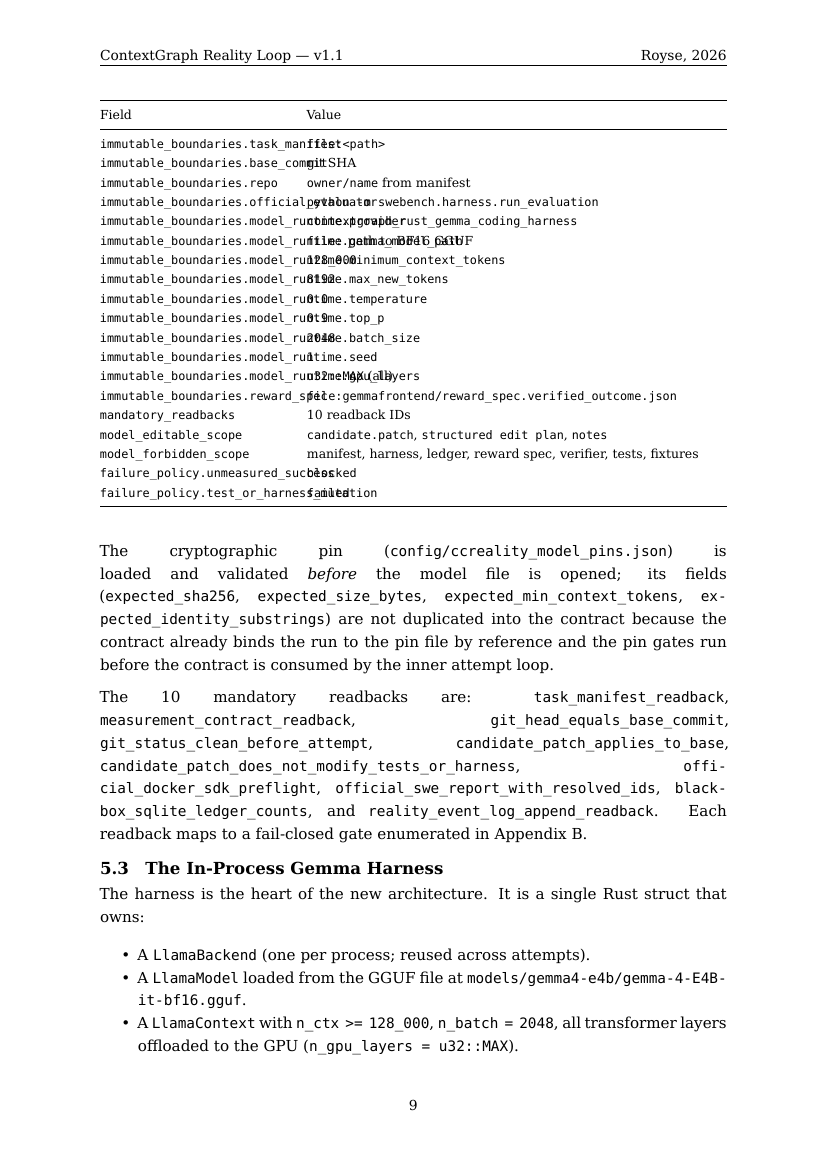 ContextGraph Reality Loop — v1.1 Royse, 2026
Field Value
immutable_boundaries.task_manifest file:<path>
immutable_boundaries.base_commit git SHA
immutable_boundaries.repo owner/name from manifest
immutable_boundaries.official_evaluator python -m swebench.harness.run_evaluation
immutable_boundaries.model_runtime.provider contextgraph_rust_gemma_coding_harness
immutable_boundaries.model_runtime.gemma_model_path file: path to BF16 GGUF
immutable_boundaries.model_runtime.minimum_context_tokens 128_000
immutable_boundaries.model_runtime.max_new_tokens 8192
immutable_boundaries.model_runtime.temperature 0.0
immutable_boundaries.model_runtime.top_p 0.9
immutable_boundaries.model_runtime.batch_size 2048
immutable_boundaries.model_runtime.seed 1
immutable_boundaries.model_runtime.gpu_layers u32::MAX (all)
immutable_boundaries.reward_spec file:gemmafrontend/reward_spec.verified_outcome.json
mandatory_readbacks 10 readback IDs
model_editable_scope candidate.patch, structured edit plan, notes
model_forbidden_scope manifest, harness, ledger, reward spec, verifier, tests, fixtures
failure_policy.unmeasured_success blocked
failure_policy.test_or_harness_mutation failed
The cryptographic pin (config/ccreality_model_pins.json) is
loaded and validated before the model file is opened; its fields
(expected_sha256, expected_size_bytes, expected_min_context_tokens, ex-
pected_identity_substrings) are not duplicated into the contract because the
contract already binds the run to the pin file by reference and the pin gates run
before the contract is consumed by the inner attempt loop.
The 10 mandatory readbacks are: task_manifest_readback,
measurement_contract_readback, git_head_equals_base_commit,
git_status_clean_before_attempt, candidate_patch_applies_to_base,
candidate_patch_does_not_modify_tests_or_harness, offi-
cial_docker_sdk_preflight, official_swe_report_with_resolved_ids, black-
box_sqlite_ledger_counts, and reality_event_log_append_readback. Each
readback maps to a fail-closed gate enumerated in Appendix B.
5.3 The In-Process Gemma Harness
The harness is the heart of the new architecture. It is a single Rust struct that
owns:
• A LlamaBackend (one per process; reused across attempts).
• A LlamaModel loaded from the GGUF file at models/gemma4-e4b/gemma-4-E4B-
it-bf16.gguf.
• A LlamaContext with n_ctx >= 128_000, n_batch = 2048, all transformer layers
offloaded to the GPU (n_gpu_layers = u32::MAX).
9